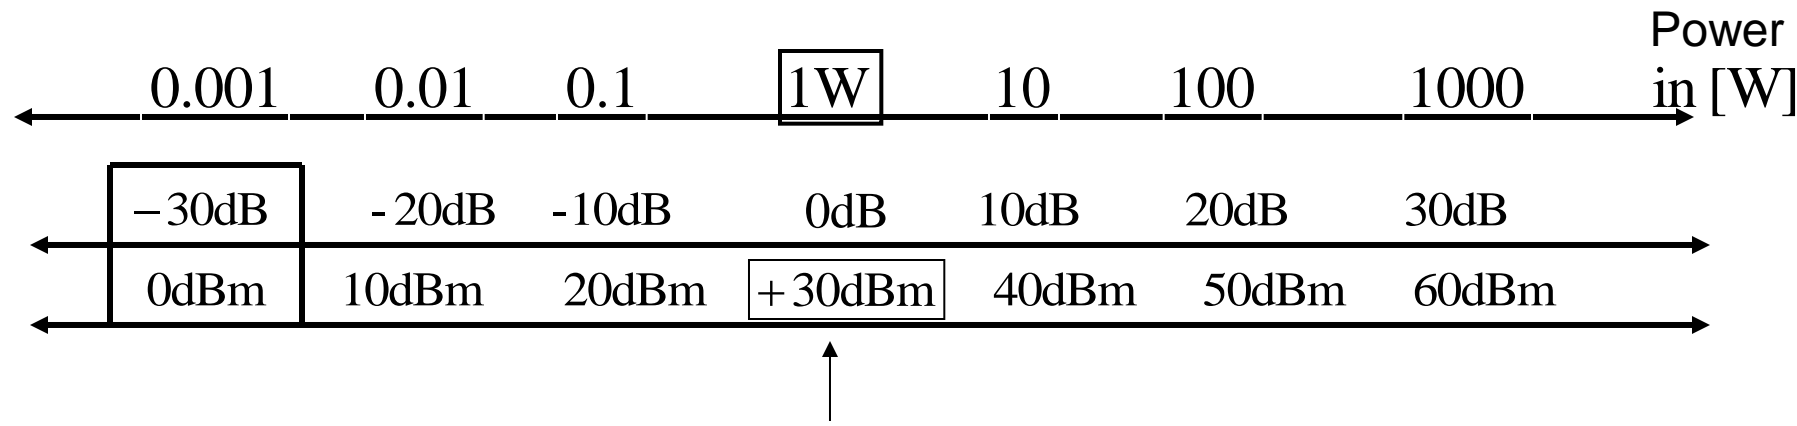 Power
0.001 0.01 0.1 1W 10 100 1000 in [W]
−30dB -20dB -10dB 0dB 10dB 20dB 30dB
0dBm 10dBm 20dBm +30dBm 40dBm 50dBm 60dBm